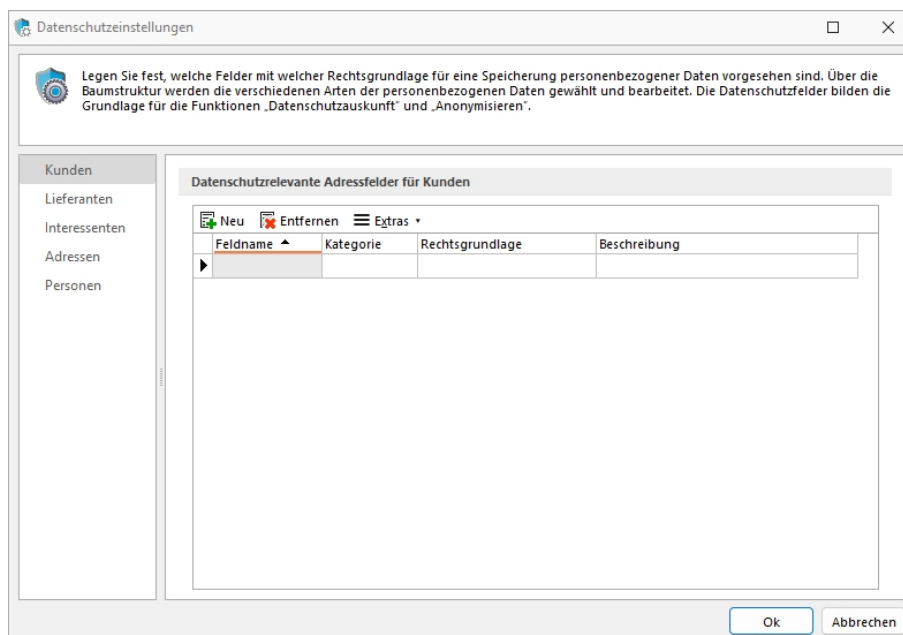 Datenschutzeinstellungen
Legen Sie fest, welche Felder mit welcher Rechtsgrundlage für eine Speicherung personenbezogener Daten vorgesehen sind. Über die
Baumstruktur werden die verschiedenen Arten der personenbezogenen Daten gewählt und bearbeitet. Die Datenschutzfelder bilden die
Grundlage für die Funktionen „Datenschutzauskunft“ und „Anonymisieren“.
Kunden
Lieferanten
Interessenten
Adressen
Personen
Datenschutzrelevante Adressfelder für Kunden
Neu Entfernen Extras
Feldname Kategorie Rechtsgrundlage Beschreibung
Ok Abbrechen